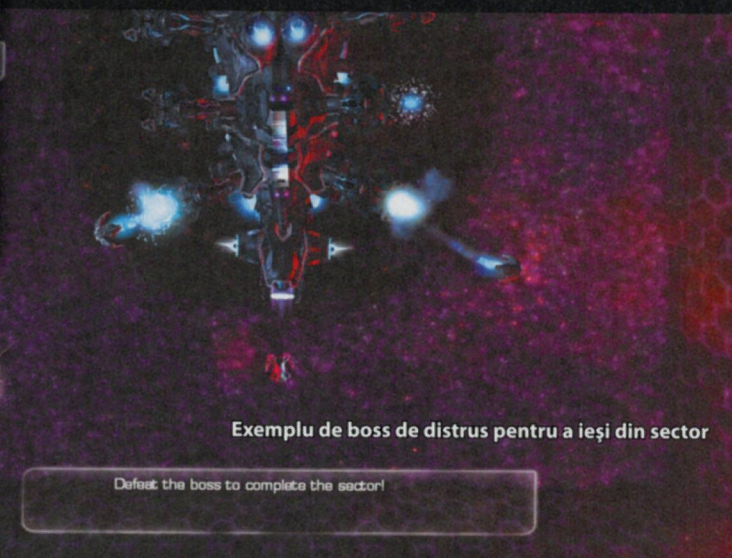 Exemplu de boss de distrus pentru a ieşi din sector
Defeat the boss to complete the sector!